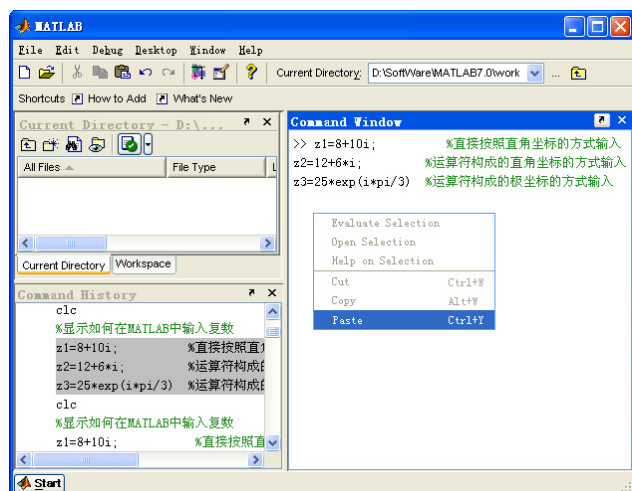 MATLAB
File Edit Debug Desktop Window Help
Current Directory: D:\SoftWare\MATLAB7.0\work ...
Shortcuts How to Add What's New
Current Directory - D:\...
All Files File Type L
Current Directory Workspace
Command History
clc
%显示如何在MATLAB中输入复数
z1=8+10i; %直接按照直
z2=12+6*i; %运算符构成
z3=25*exp(i*pi/3) %运算符构成
clc
%显示如何在MATLAB中输入复数
z1=8+10i; %直接按照直
Command Window
>> z1=8+10i; %直接按照直角坐标的方式输入
z2=12+6*i; %运算符构成的直角坐标的方式输入
z3=25*exp(i*pi/3) %运算符构成的极坐标的方式输入
Evaluate Selection
Open Selection
Help on Selection
Cut Ctrl+W
Copy Alt+W
Paste Ctrl+Y
Start